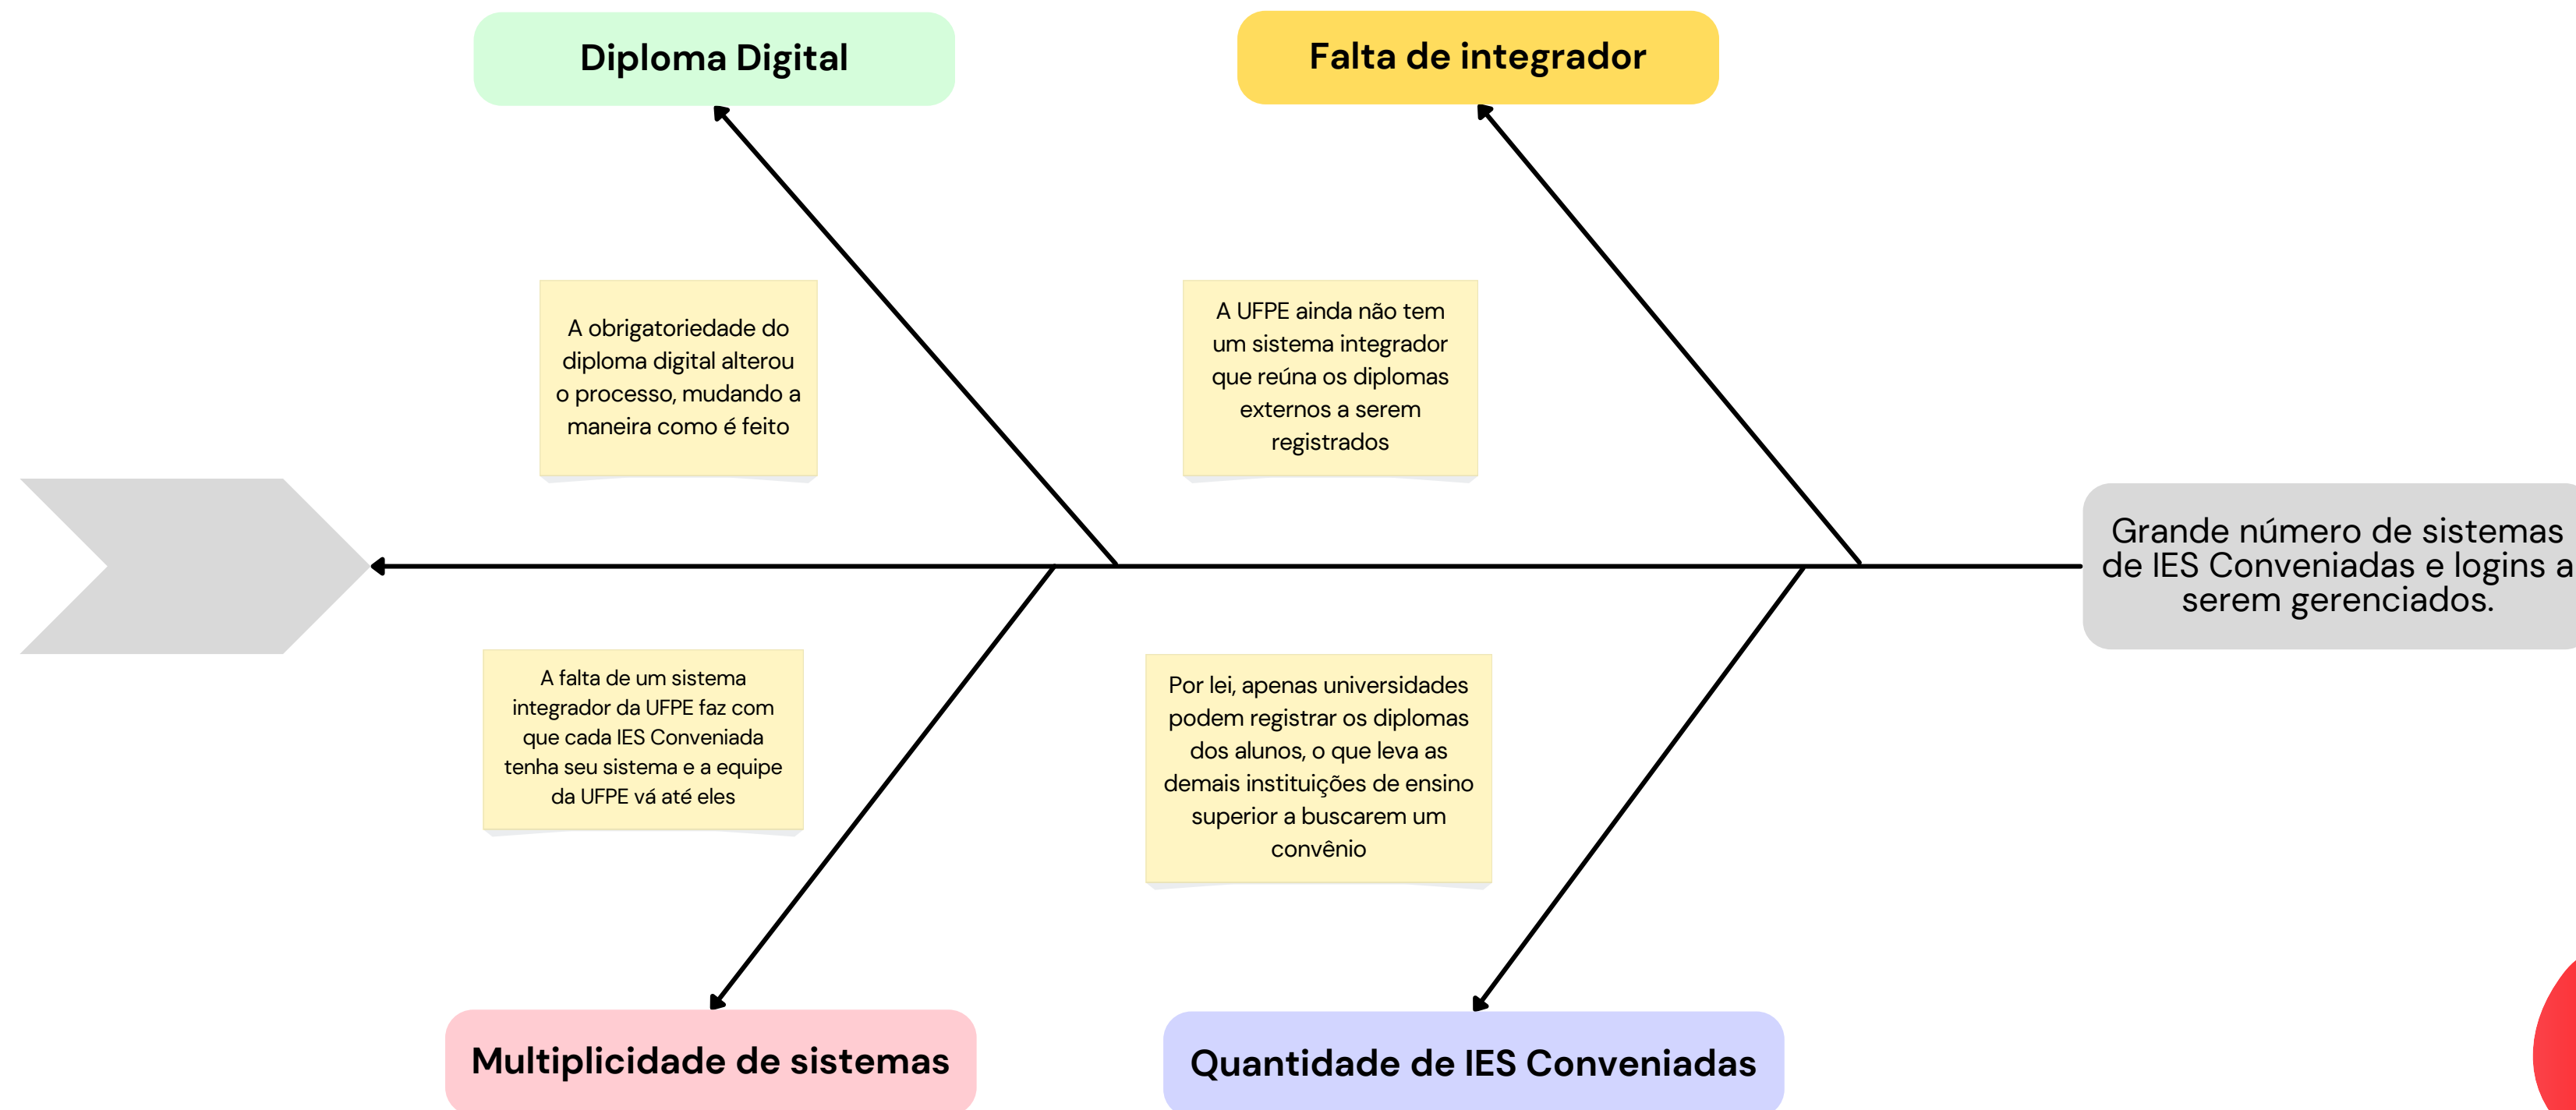 Diploma Digital
Falta de integrador
A obrigatoriedade do
diploma digital alterou
o processo, mudando a
maneira como é feito
A UFPE ainda não tem
um sistema integrador
que reúna os diplomas
externos a serem
registrados
Grande número de sistemas
de IES Conveniadas e logins a
serem gerenciados.
A falta de um sistema
integrador da UFPE faz com
que cada IES Conveniada
tenha seu sistema e a equipe
da UFPE vá até eles
Por lei, apenas universidades
podem registrar os diplomas
dos alunos, o que leva as
demais instituições de ensino
superior a buscarem um
convênio
Multiplicidade de sistemas
Quantidade de IES Conveniadas